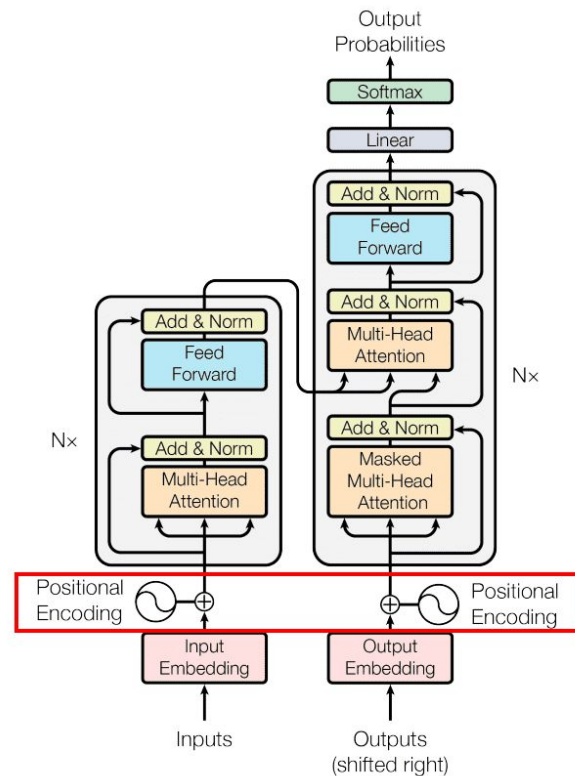 Output
Probabilities
Softmax
Linear
Add & Norm
Feed
Forward
Add & Norm
Multi-Head
Attention
Nx
Add & Norm
Masked
Multi-Head
Attention
Add & Norm
Feed
Forward
Nx
Add & Norm
Multi-Head
Attention
Positional
Encoding
Positional
Encoding
Input
Embedding
Output
Embedding
Inputs
Outputs
(shifted right)